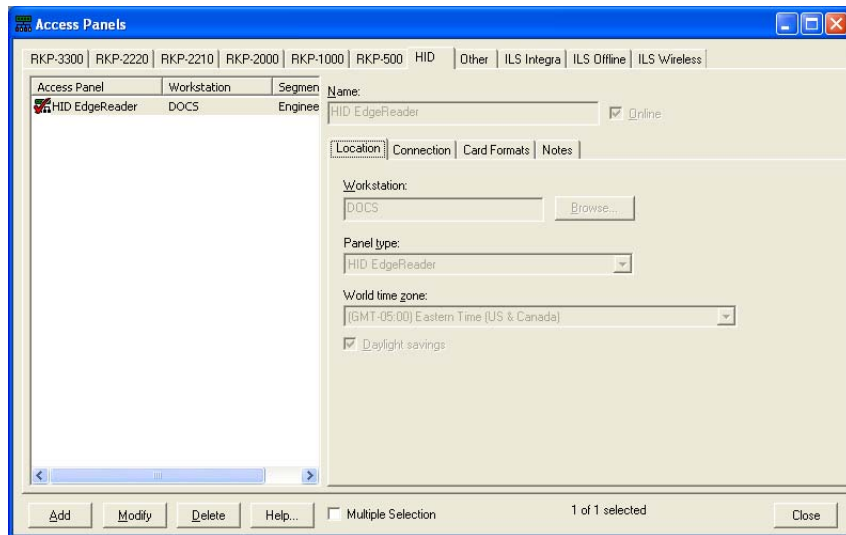 Access Panels
RKP-3300 RKP-2220 RKP-2210 RKP-2000 RKP-1000 RKP-500 HID Other ILS Integra ILS Offline ILS Wireless
Access Panel Workstation Segmen
HID EdgeReader DOCS Enginee
Name:
HID EdgeReader Online
Location Connection Card Formats Notes
Workstation:
DOCS Browse...
Panel type:
HID EdgeReader
World time zone:
(GMT-05:00) Eastern Time (US & Canada)
Daylight savings
Add Modify Delete Help... Multiple Selection 1 of 1 selected Close